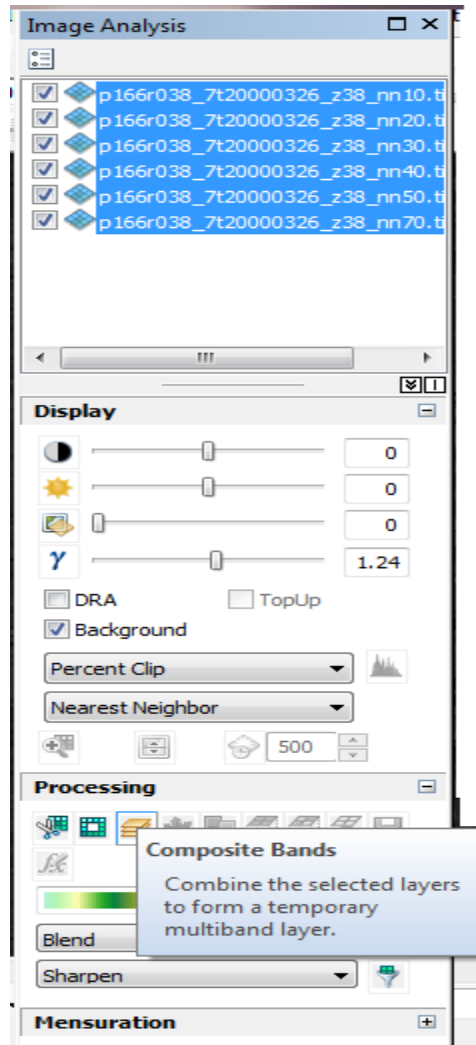 Image Analysis
p166r038_7t20000326_z38_nn10.ti
p166r038_7t20000326_z38_nn20.ti
p166r038_7t20000326_z38_nn30.ti
p166r038_7t20000326_z38_nn40.ti
p166r038_7t20000326_z38_nn50.ti
p166r038_7t20000326_z38_nn70.ti
Display
0
0
0
γ 1.24
DRA TopUp
Background
Percent Clip
Nearest Neighbor
500
Processing
Composite Bands
Combine the selected layers
to form a temporary
multiband layer.
Blend
Sharpen
Mensuration